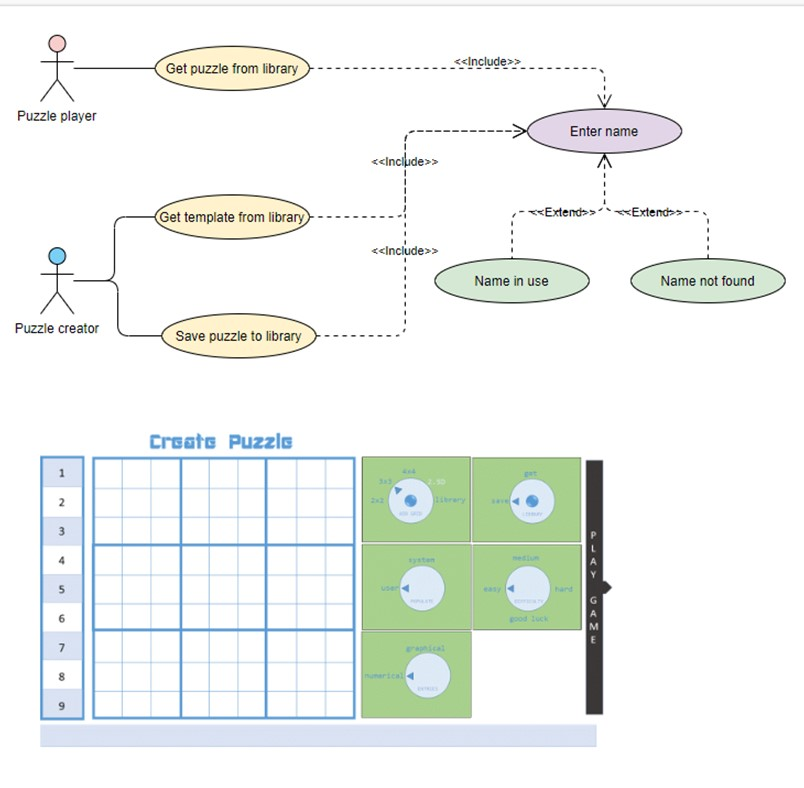 Get puzzle from library
<<Include>>
Puzzle player
Enter name
<<Include>>
Get template from library
<<Extend>>
<<Extend>>
<<Include>>
Name in use
Name not found
Puzzle creator
Save puzzle to library
Create Puzzle
1
2
3
4
5
6
7
8
9
4x4
3x3
2.5D
2x2
library
get
save
system
user
medium
easy
hard
good luck
graphical
numerical
PLAY GAME